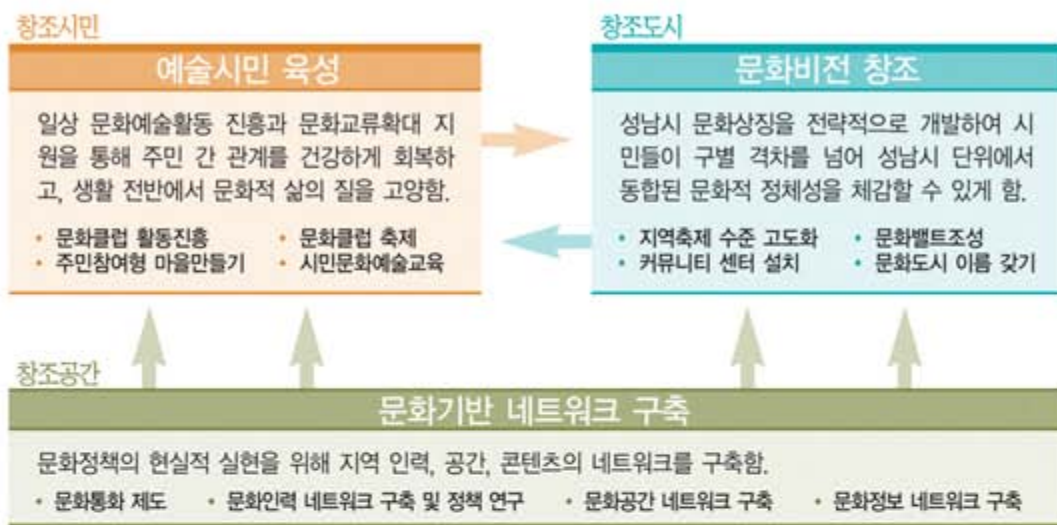 창조시민
예술시민 육성
일상 문화예술활동 진흥과 문화교류확대 지
원을 통해 주민 간 관계를 건강하게 회복하
고, 생활 전반에서 문화적 삶의 질을 고양함.
• 문화클럽 활동진흥 • 문화클럽 축제
• 주민참여형 마을만들기 • 시민문화예술교육
창조도시
문화비전 창조
성남시 문화상징을 전략적으로 개발하여 시
민들이 구별 격차를 넘어 성남시 단위에서
통합된 문화적 정체성을 체감할 수 있게 함.
• 지역축제 수준 고도화 • 문화밸트조성
• 커뮤니티 센터 설치 • 문화도시 이름 갖기
창조공간
문화기반 네트워크 구축
문화정책의 현실적 실현을 위해 지역 인력, 공간, 콘텐츠의 네트워크를 구축함.
• 문화통화 제도 • 문화인력 네트워크 구축 및 정책 연구 • 문화공간 네트워크 구축 • 문화정보 네트워크 구축